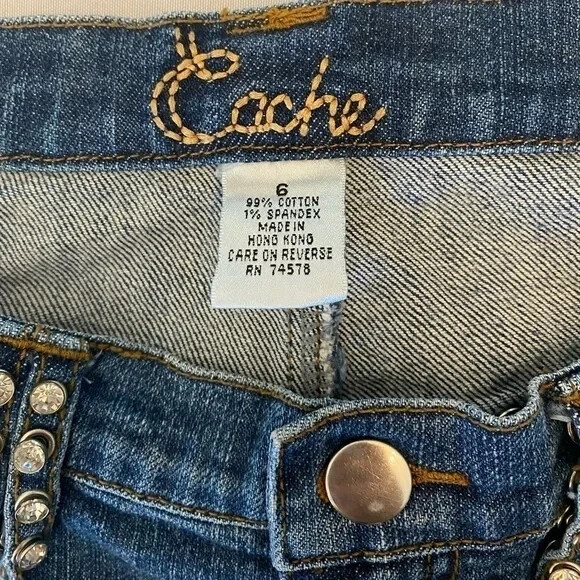 Cache
6
99% COTTON
1% SPANDEX
MADE IN
HONG KONG
CARE ON REVERSE
RN 74578